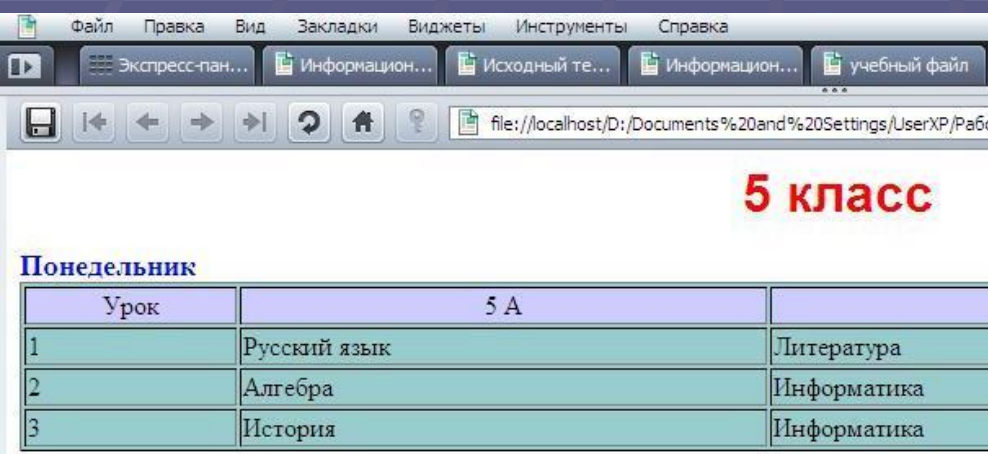 Файл Правка Вид Закладки Виджеты Инструменты Справка
Экспресс-пан... Информацион... Исходный те... Информацион... учебный файл
file://localhost/D:/Documents%20and%20Settings/UserXP/Рабо
5 класс
Понедельник
Урок 5 А
1 Русский язык Литература
2 Алгебра Информатика
3 История Информатика